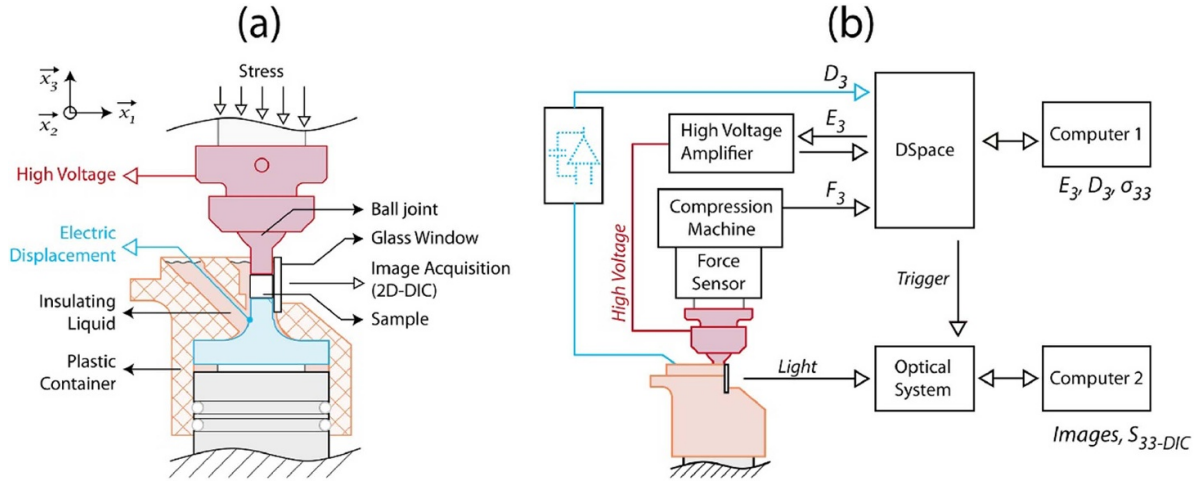 (a)
x₃
x₂
x₁
Stress
High Voltage
Electric
Displacement
Insulating
Liquid
Plastic
Container
Ball joint
Glass Window
Image Acquisition
(2D-DIC)
Sample
(b)
D₃
High Voltage
Amplifier
E₃
DSpace
Computer 1
E₃, D₃, σ₃₃
Compression
Machine
F₃
Force
Sensor
High Voltage
Trigger
Light
Optical
System
Computer 2
Images, S₃₃₋DIC